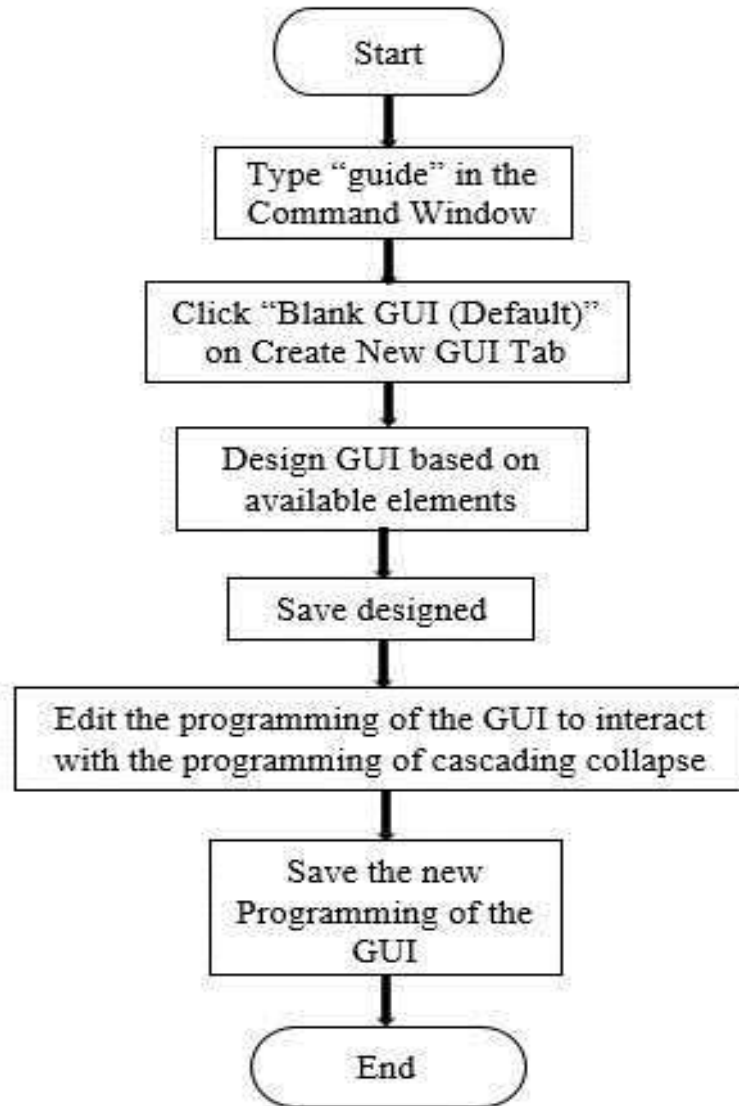 Start
Type “guide” in the
Command Window
Click “Blank GUI (Default)”
on Create New GUI Tab
Design GUI based on
available elements
Save designed
Edit the programming of the GUI to interact
with the programming of cascading collapse
Save the new
Programming of the
GUI
End